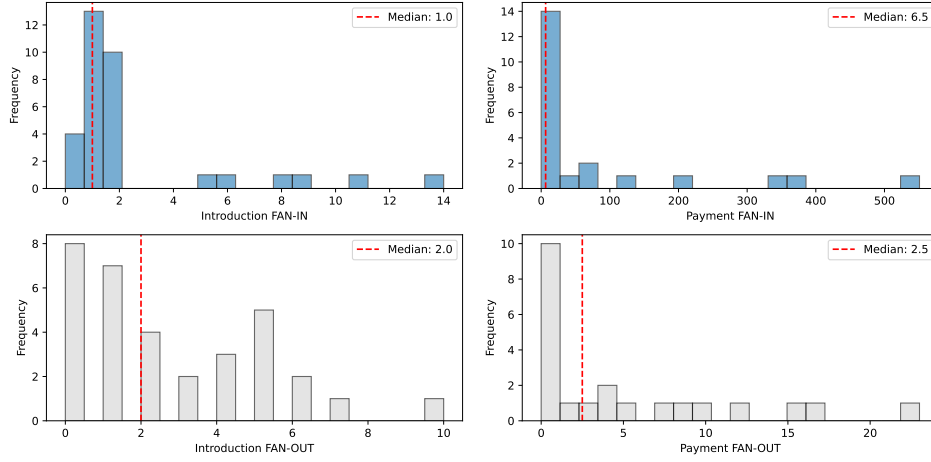 Median: 1.0
Frequency
0
2
4
6
8
10
12
0 2 4 6 8 10 12 14
Introduction FAN-IN
Median: 6.5
Frequency
0
2
4
6
8
10
12
14
0 100 200 300 400 500
Payment FAN-IN
Median: 2.0
Frequency
0
2
4
6
8
0 2 4 6 8 10
Introduction FAN-OUT
Median: 2.5
Frequency
0
2
4
6
8
10
0 5 10 15 20
Payment FAN-OUT